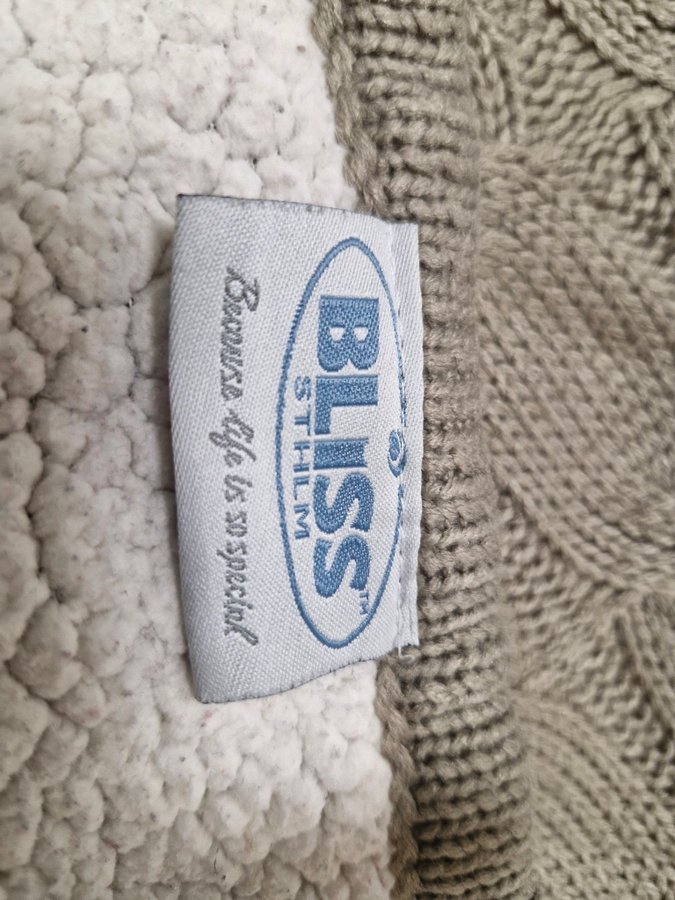 BLISS™
STHLM
Because life is so special